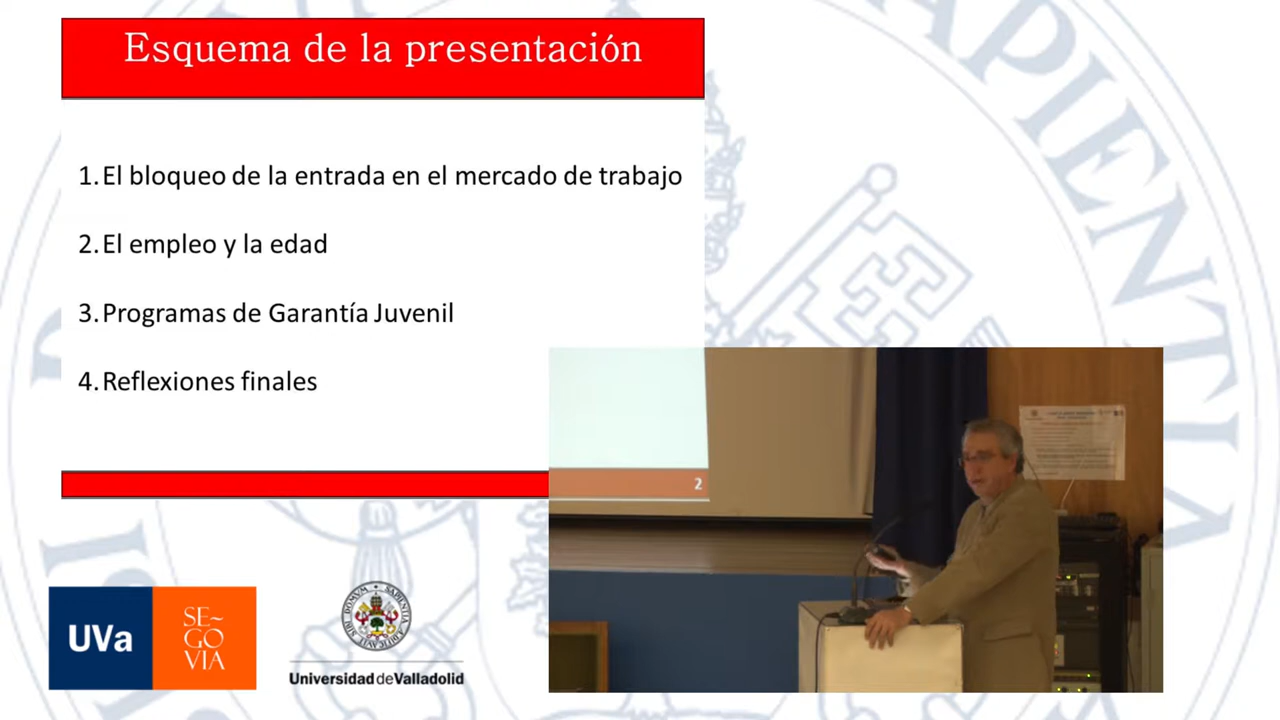 Esquema de la presentación
1. El bloqueo de la entrada en el mercado de trabajo
2. El empleo y la edad
3. Programas de Garantía Juvenil
4. Reflexiones finales
2
UVa
SE~
GO
VIA
Universidad de Valladolid